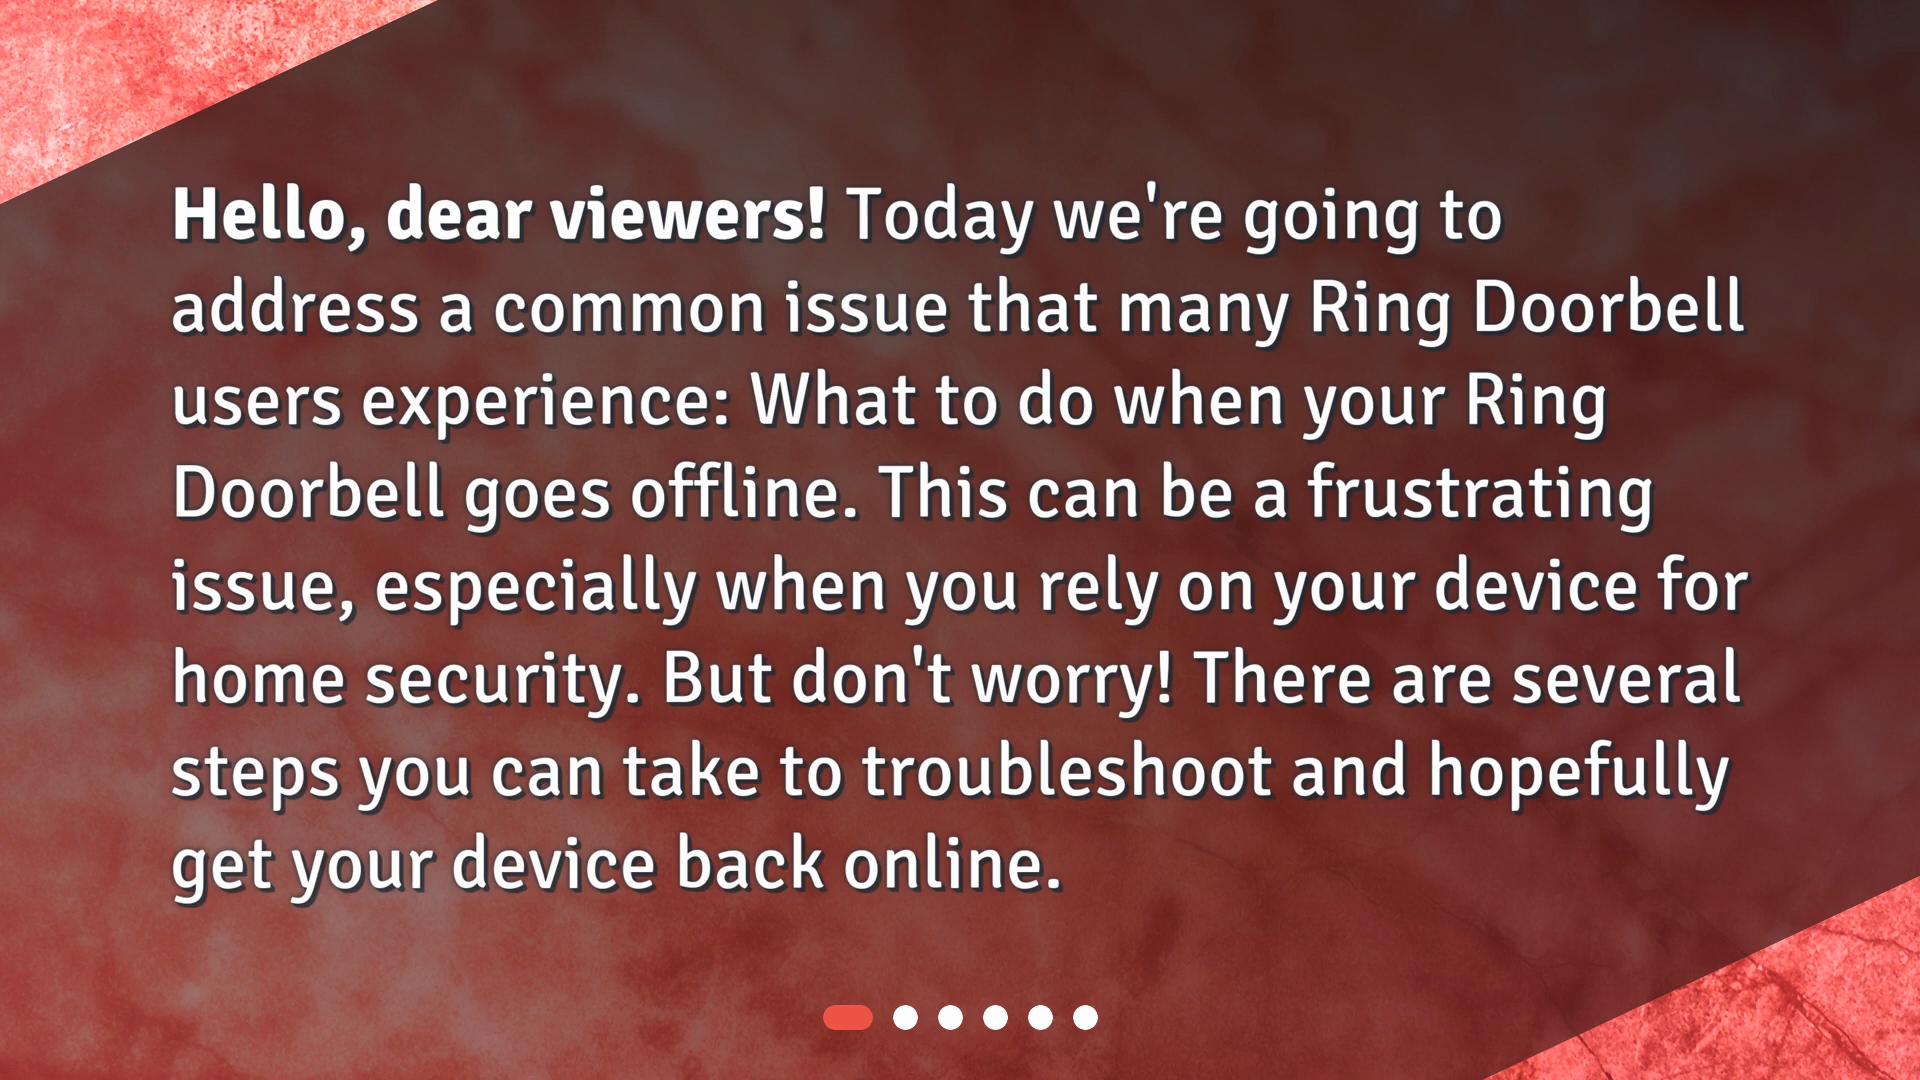 Hello, dear viewers! Today we're going to
address a common issue that many Ring Doorbell
users experience: What to do when your Ring
Doorbell goes offline. This can be a frustrating
issue, especially when you rely on your device for
home security. But don't worry! There are several
steps you can take to troubleshoot and hopefully
get your device back online.